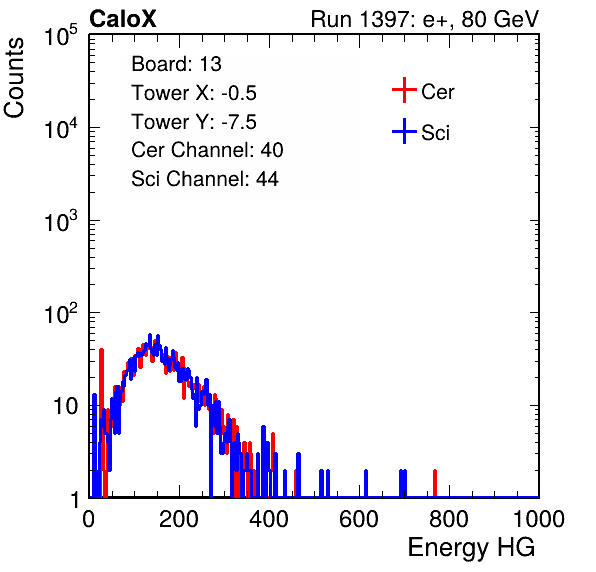 CaloX Run 1397: e+, 80 GeV
Counts
Board: 13
Tower X: -0.5
Tower Y: -7.5
Cer Channel: 40
Sci Channel: 44
Cer
Sci
10^5
10^4
10^3
10^2
10
1
0 200 400 600 800 1000
Energy HG